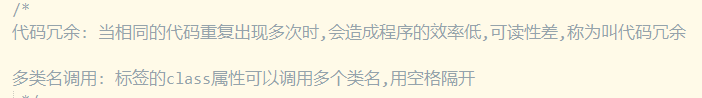 /*
代码冗余: 当相同的代码重复出现多次时,会造成程序的效率低,可读性差,称为叫代码冗余
多类名调用: 标签的class属性可以调用多个类名,用空格隔开